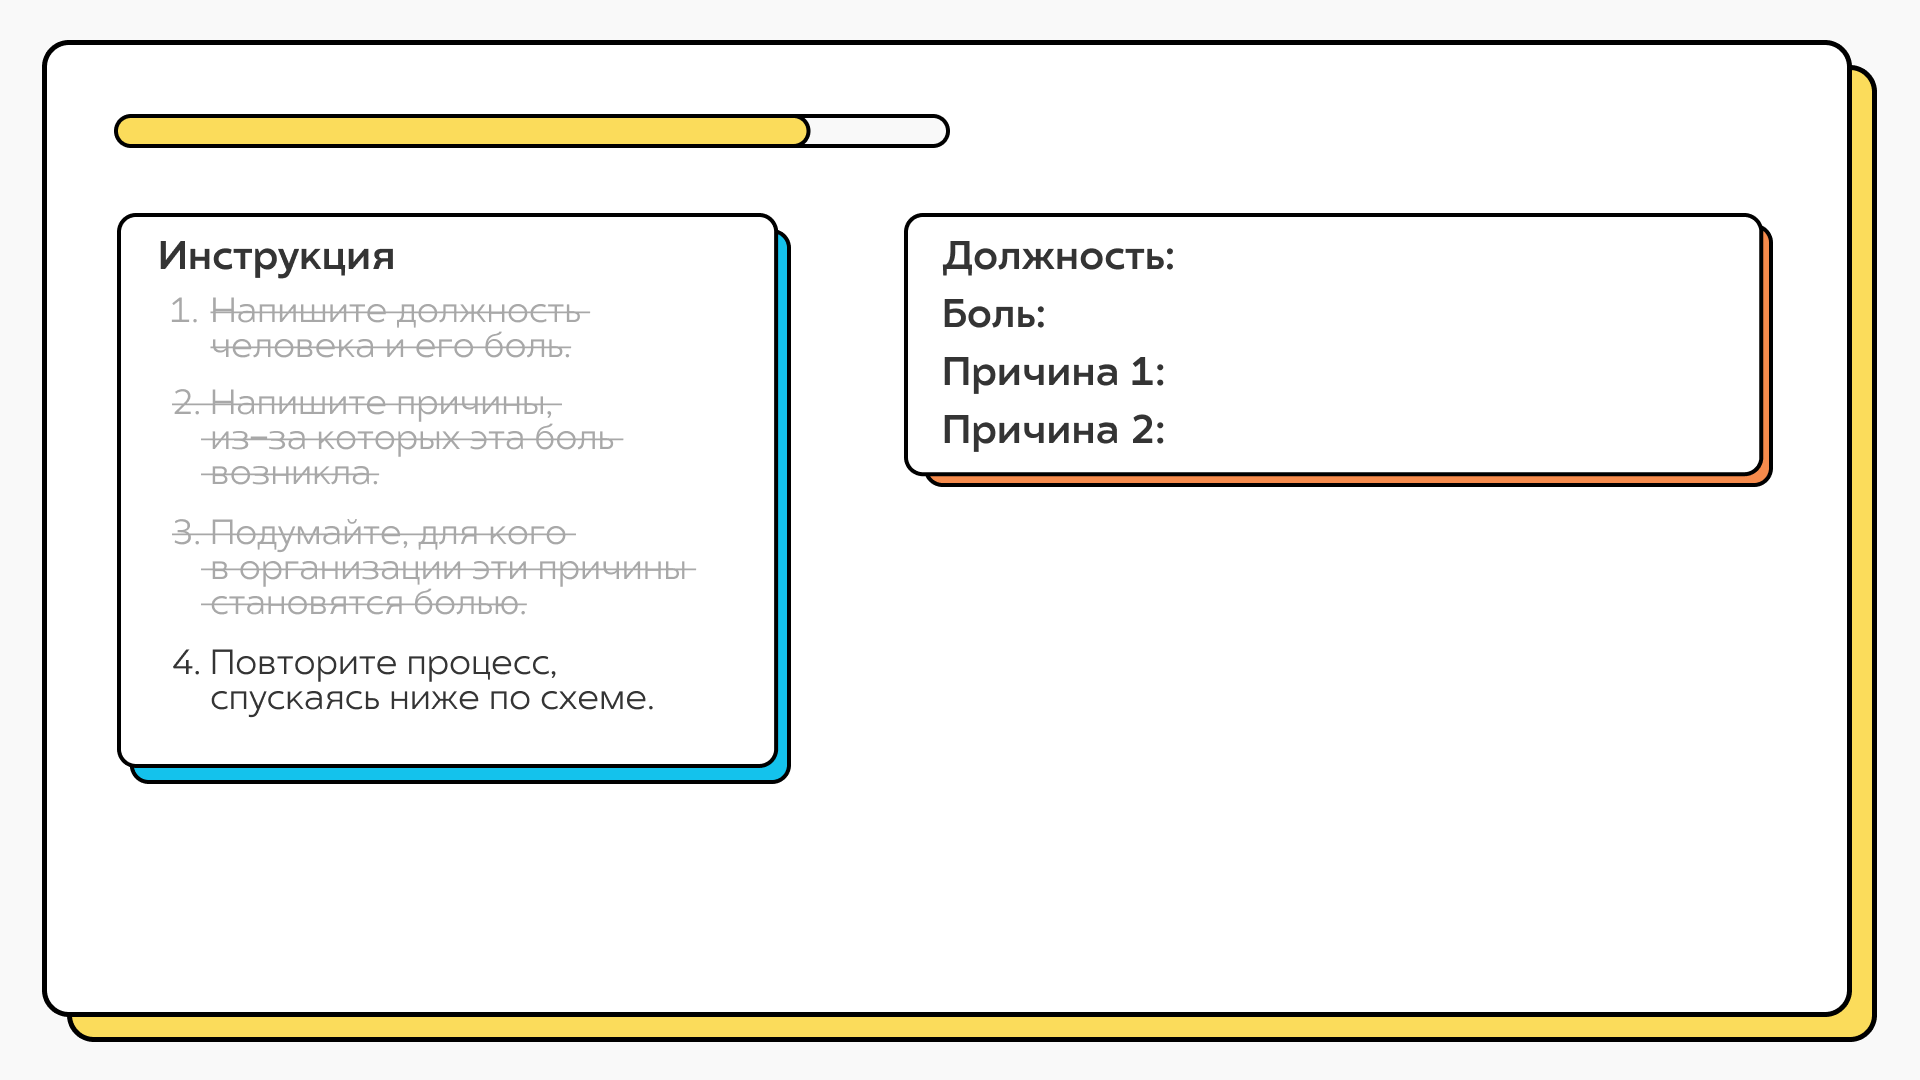 Инструкция
1. Напишите должность
человека и его боль.
2. Напишите причины,
из-за которых эта боль
возникла.
3. Подумайте, для кого
в организации эти причины
становятся болью.
4. Повторите процесс,
спускаясь ниже по схеме.
Должность:
Боль:
Причина 1:
Причина 2: